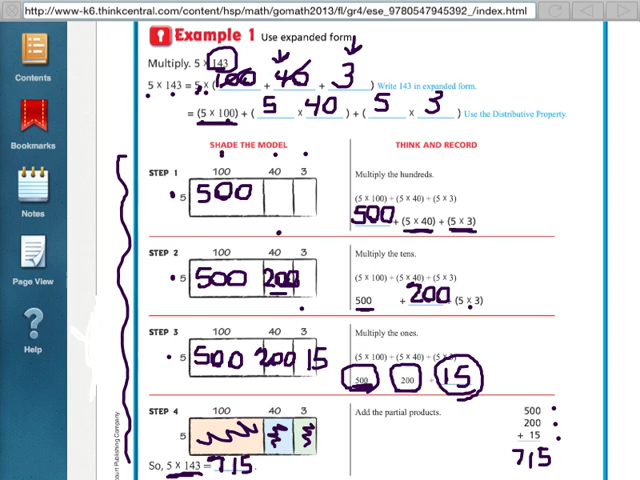 http://www-k6.thinkcentral.com/content/hsp/math/gomath2013/fl/gr4/ese_9780547945392_/index.html
Contents
Bookmarks
Notes
Page View
Help
Example 1 Use expanded form.
Multiply. 5 × 143
5 × 143 = 5 × ( 100 + 40 + 3 ) Write 143 in expanded form.
= (5 × 100) + ( 5 × 40 ) + ( 5 × 3 ) Use the Distributive Property.
SHADE THE MODEL
THINK AND RECORD
STEP 1
100 40 3
5 500
Multiply the hundreds.
(5 × 100) + (5 × 40) + (5 × 3)
500 + (5 × 40) + (5 × 3)
STEP 2
100 40 3
5 500 200
Multiply the tens.
(5 × 100) + (5 × 40) + (5 × 3)
500 + 200 + (5 × 3)
STEP 3
100 40 3
5 500 200 15
Multiply the ones.
(5 × 100) + (5 × 40) + (5 × 3)
500 200 15
STEP 4
100 40 3
5
So, 5 × 143 = 715 .
Add the partial products.
500
200
+ 15
715
court Publishing Company